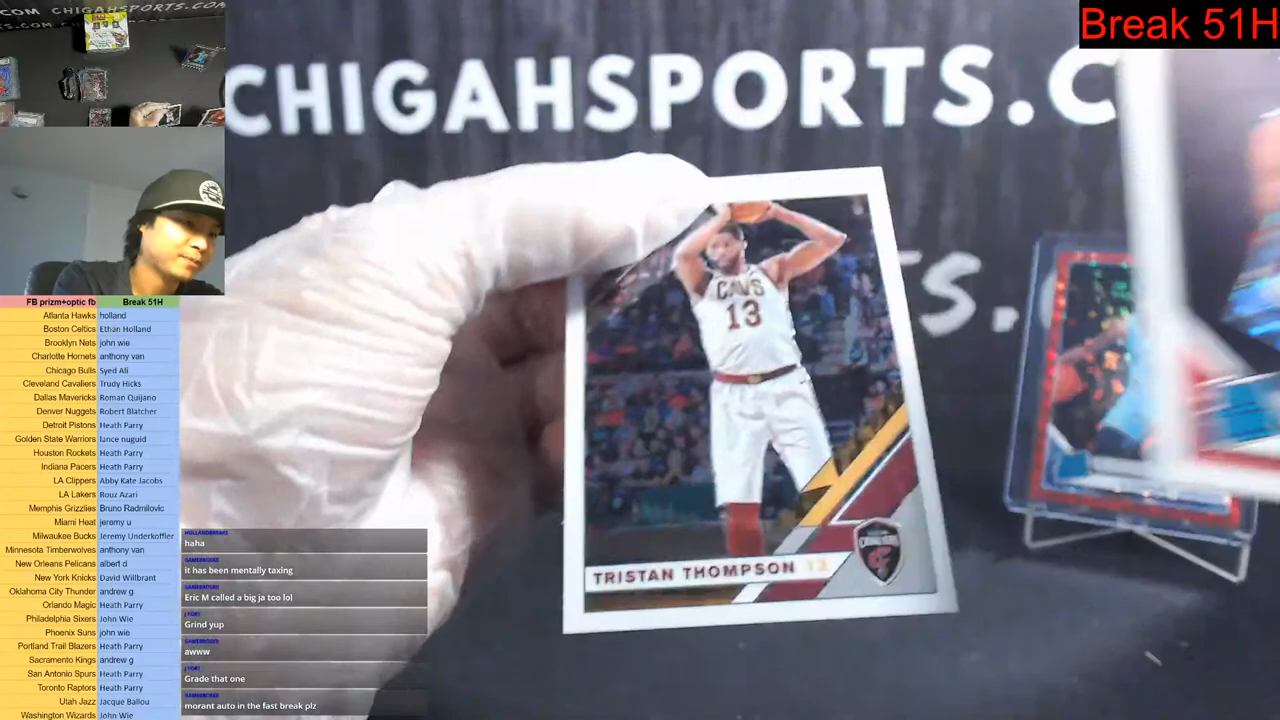 COM CHIGAHSPORTS.COM
Break 51H
CHIGAHSPORTS.C
S.
CAVS
13
TRISTAN THOMPSON 13
FB prizm+optic fb Break 51H
Atlanta Hawks holland
Boston Celtics Ethan Holland
Brooklyn Nets john wie
Charlotte Hornets anthony van
Chicago Bulls Syed Ali
Cleveland Cavaliers Trudy Hicks
Dallas Mavericks Roman Quijano
Denver Nuggets Robert Blatcher
Detroit Pistons Heath Parry
Golden State Warriors lance nuguid
Houston Rockets Heath Parry
Indiana Pacers Heath Parry
LA Clippers Abby Kate Jacobs
LA Lakers Rouz Azari
Memphis Grizzlies Bruno Radmilovic
Miami Heat jeremy u
Milwaukee Bucks Jeremy Underkoffler
Minnesota Timberwolves anthony van
New Orleans Pelicans albert d
New York Knicks David Willbrant
Oklahoma City Thunder andrew g
Orlando Magic Heath Parry
Philadelphia Sixers John Wie
Phoenix Suns john wie
Portland Trail Blazers Heath Parry
Sacramento Kings andrew g
San Antonio Spurs Heath Parry
Toronto Raptors Heath Parry
Utah Jazz Jacque Ballou
Washington Wizards John Wie
haha
it has been mentally taxing
Eric M called a big ja too lol
Grind yup
awww
Grade that one
morant auto in the fast break plz